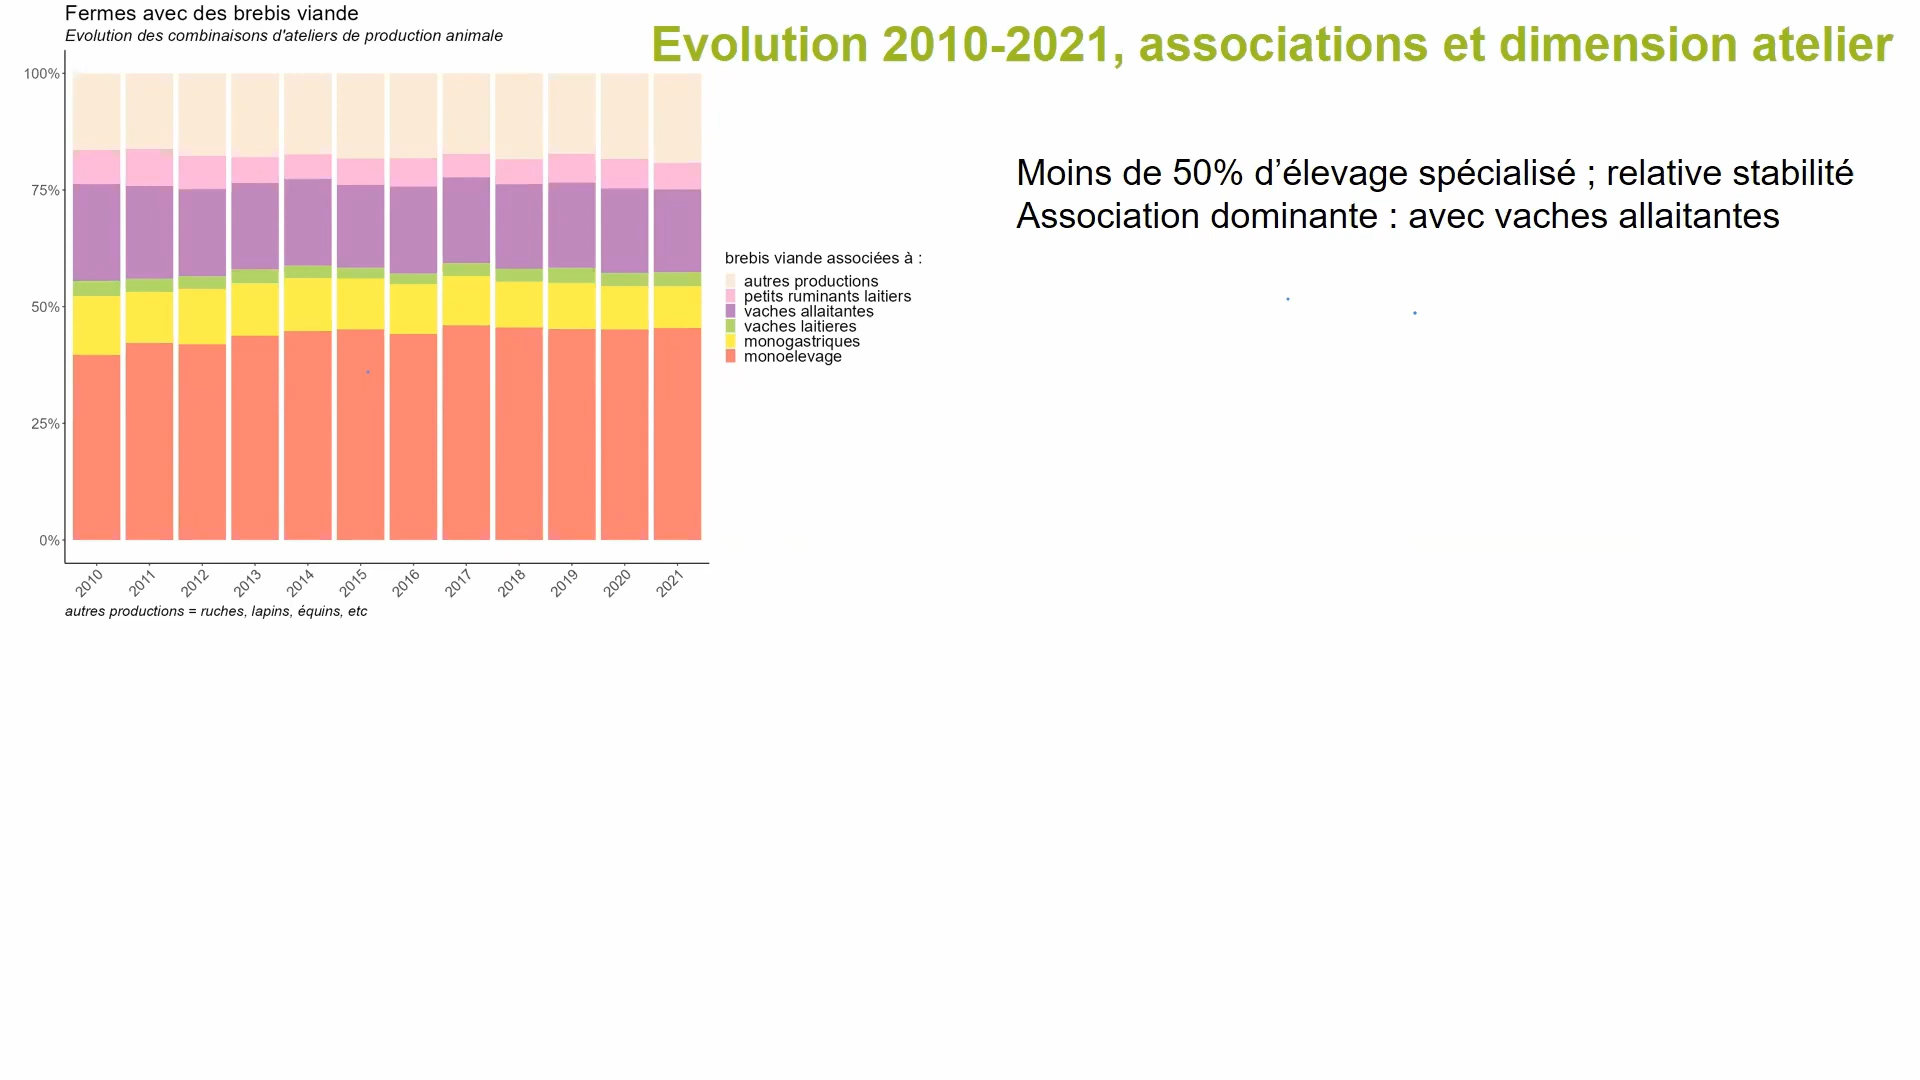 Evolution 2010-2021, associations et dimension atelier
Fermes avec des brebis viande
Evolution des combinaisons d'ateliers de production animale
100%
75%
50%
25%
0%
2010
2011
2012
2013
2014
2015
2016
2017
2018
2019
2020
2021
autres productions = ruches, lapins, équins, etc
brebis viande associées à :
autres productions
petits ruminants laitiers
vaches allaitantes
vaches laitieres
monogastriques
monoelevage
Moins de 50% d’élevage spécialisé ; relative stabilité
Association dominante : avec vaches allaitantes